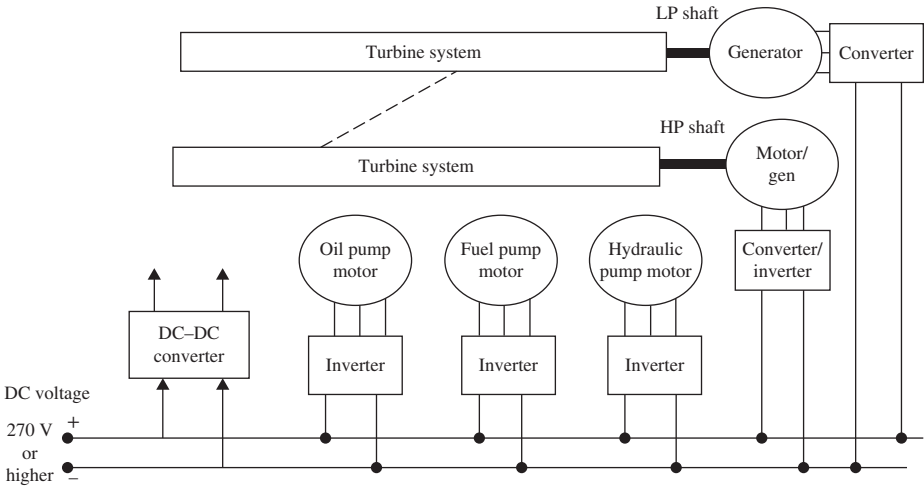 LP shaft
Turbine system
Generator
Converter
HP shaft
Turbine system
Motor/
gen
Oil pump
motor
Fuel pump
motor
Hydraulic
pump motor
Converter/
inverter
DC–DC
converter
Inverter
Inverter
Inverter
DC voltage
+
270 V
or
higher
–